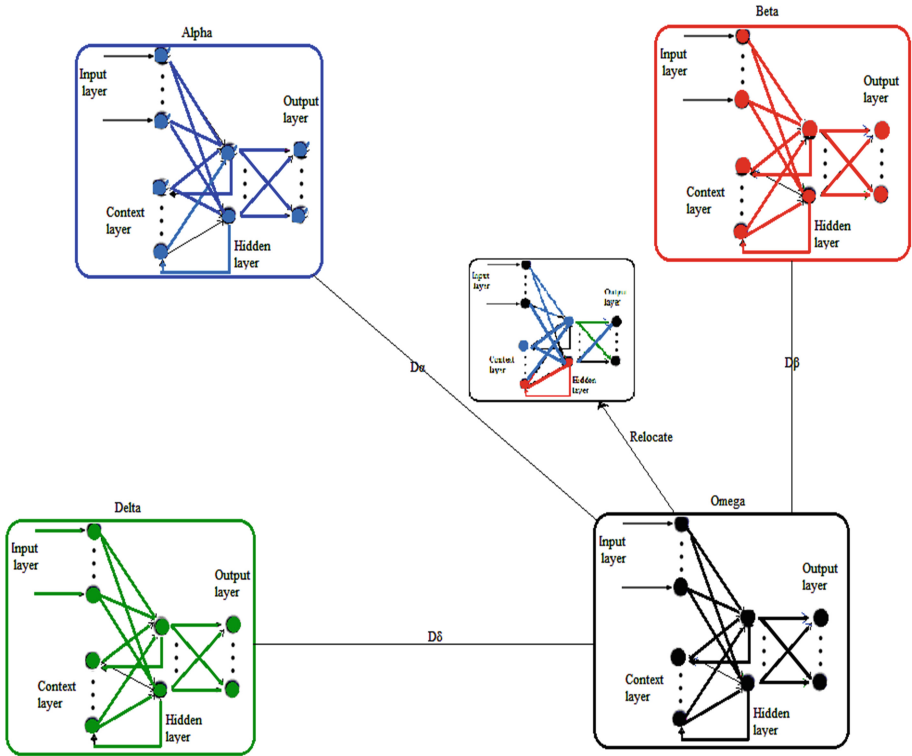 Alpha
Input
layer
Output
layer
Context
layer
Hidden
layer
Beta
Input
layer
Output
layer
Context
layer
Hidden
layer
Input
layer
Output
layer
Context
layer
Hidden
layer
Dα
Dβ
Relocate
Delta
Input
layer
Output
layer
Context
layer
Hidden
layer
Dδ
Omega
Input
layer
Output
layer
Context
layer
Hidden
layer